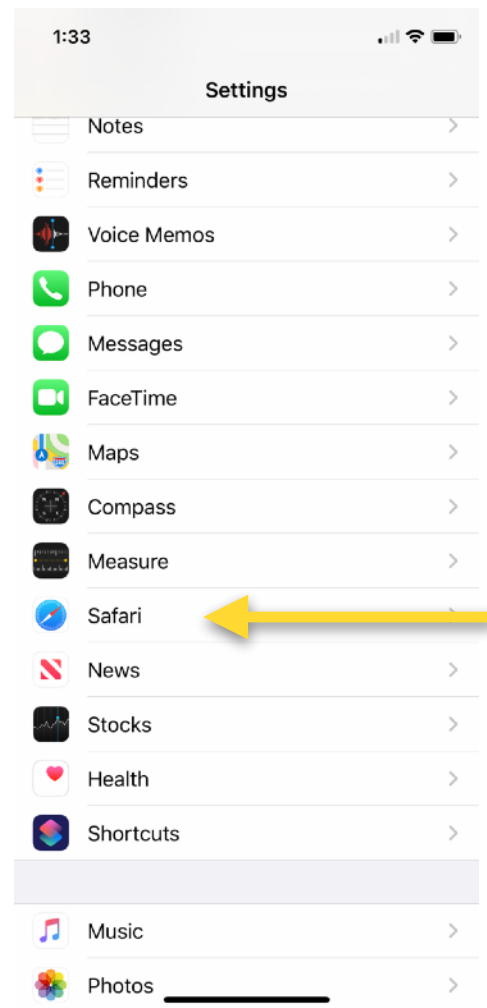 1:33
Settings
Notes
Reminders
Voice Memos
Phone
Messages
FaceTime
Maps
Compass
Measure
Safari
News
Stocks
Health
Shortcuts
Music
Photos